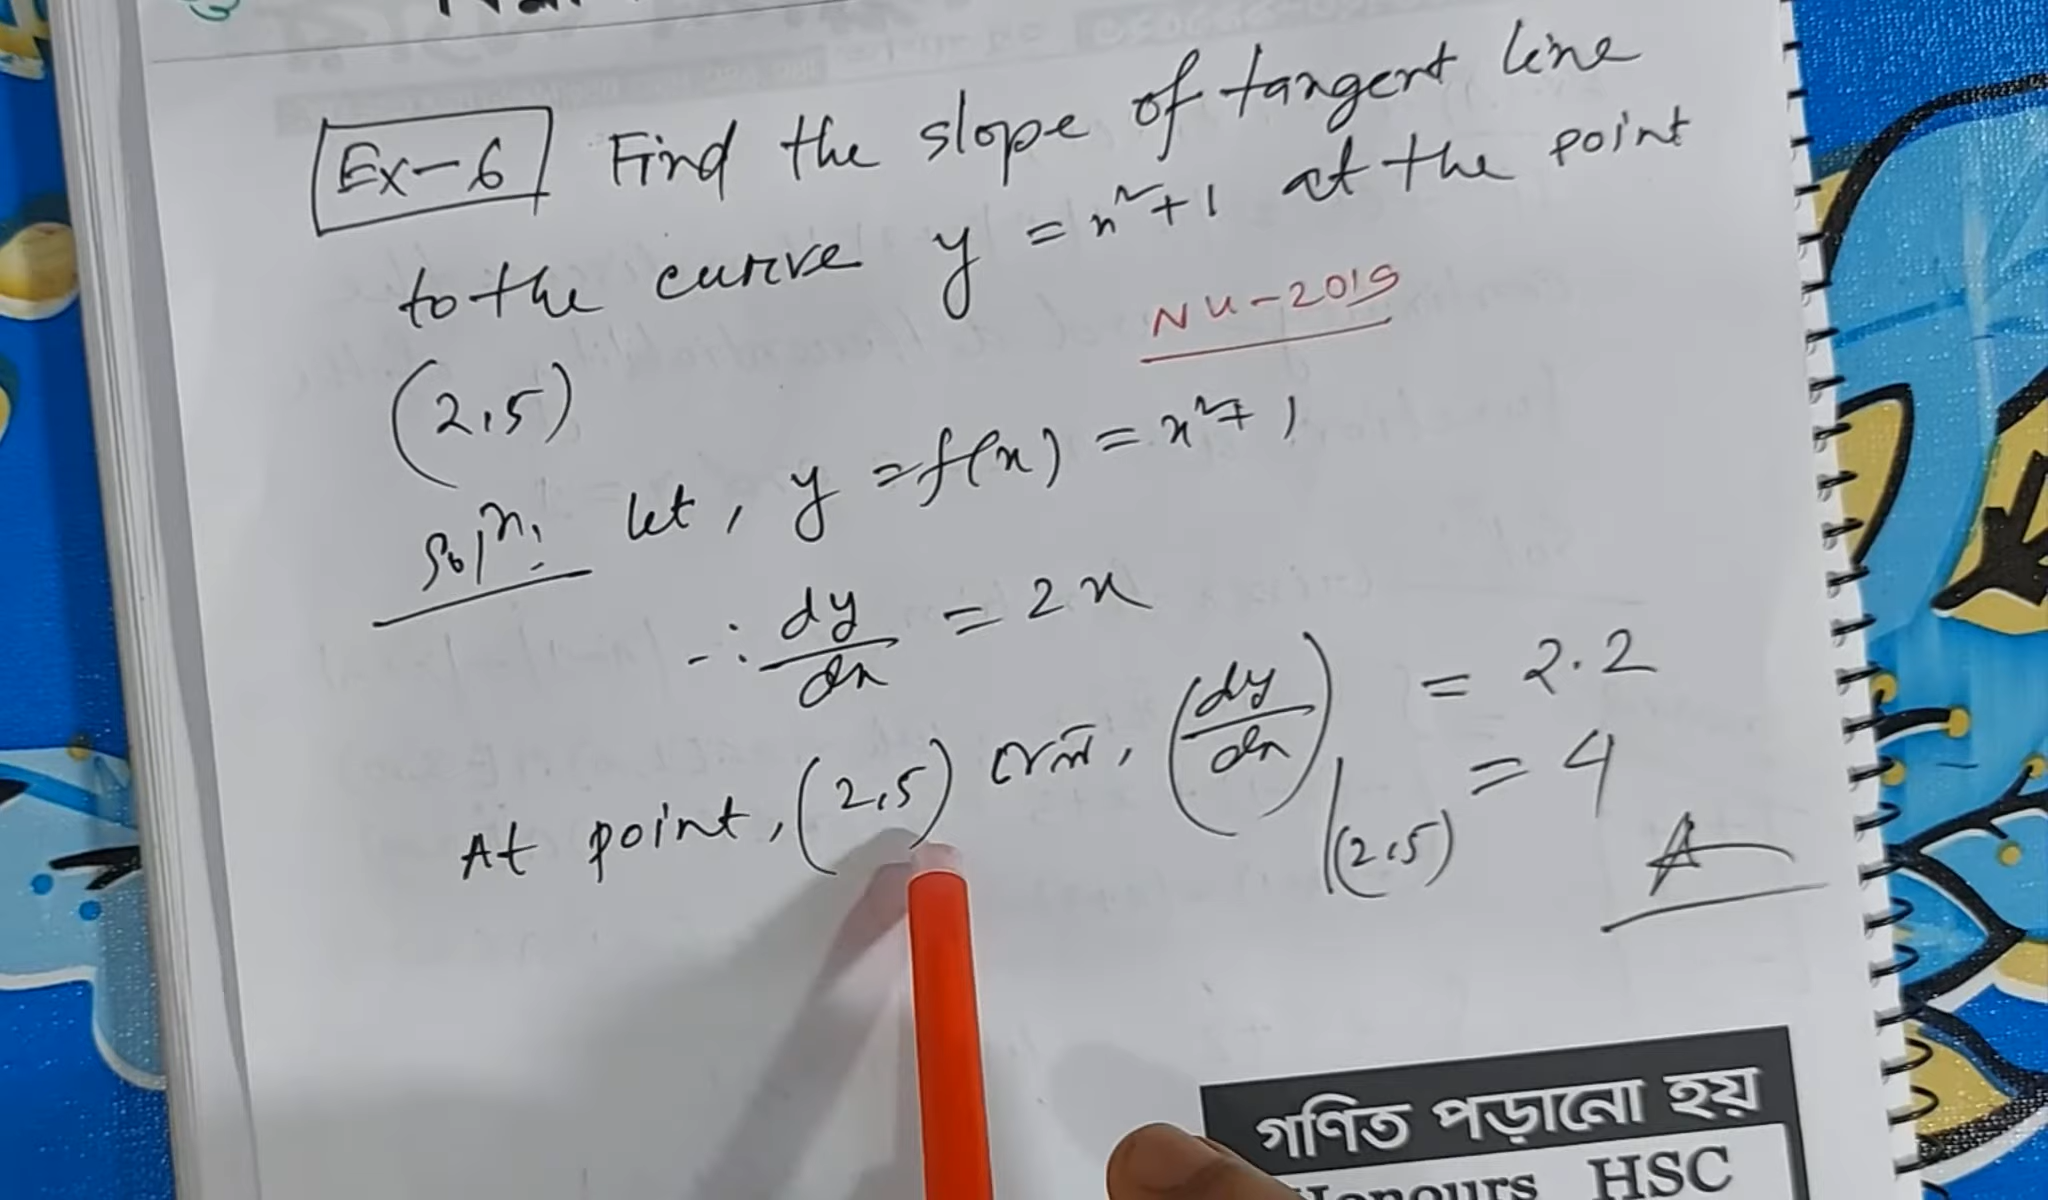 Ex-6 Find the slope of tangent line
to the curve y = x²+1 at the point
(2,5)
NU-2019
Solⁿ: let, y = f(x) = x²+1
∴ dy/dx = 2x
At point, (2,5) তে, (dy/dx)|(2,5) = 2.2
= 4
গণিত পড়ানো হয়
Honours HSC